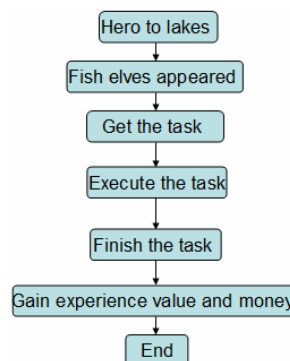 Hero to lakes
Fish elves appeared
Get the task
Execute the task
Finish the task
Gain experience value and money
End